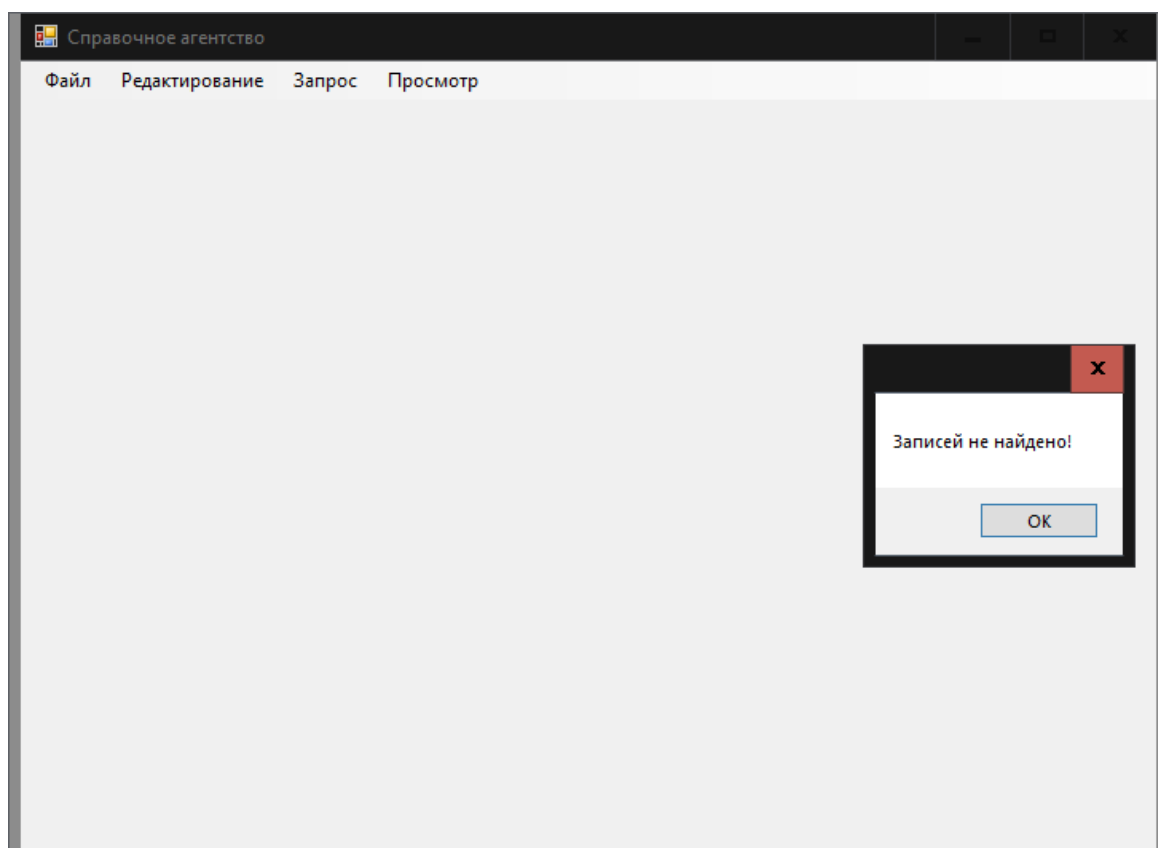 Справочное агентство
Файл Редактирование Запрос Просмотр
Записей не найдено!
OK